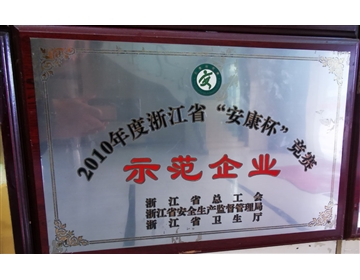 安
2010年度浙江省“安康杯”竞赛
示范企业
浙江省总工会
浙江省安全生产监督管理局
浙江省卫生厅